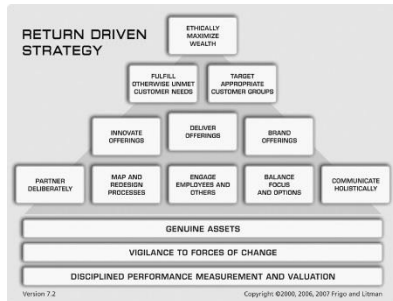 RETURN DRIVEN
STRATEGY
ETHICALLY
MAXIMIZE
WEALTH
FULFILL
OTHERWISE UNMET
CUSTOMER NEEDS
TARGET
APPROPRIATE
CUSTOMER GROUPS
INNOVATE
OFFERINGS
DELIVER
OFFERINGS
BRAND
OFFERINGS
PARTNER
DELIBERATELY
MAP AND
REDESIGN
PROCESSES
ENGAGE
EMPLOYEES AND
OTHERS
BALANCE
FOCUS
AND OPTIONS
COMMUNICATE
HOLISTICALLY
GENUINE ASSETS
VIGILANCE TO FORCES OF CHANGE
DISCIPLINED PERFORMANCE MEASUREMENT AND VALUATION
Version 7.2
Copyright ©2000, 2006, 2007 Frigo and Litman